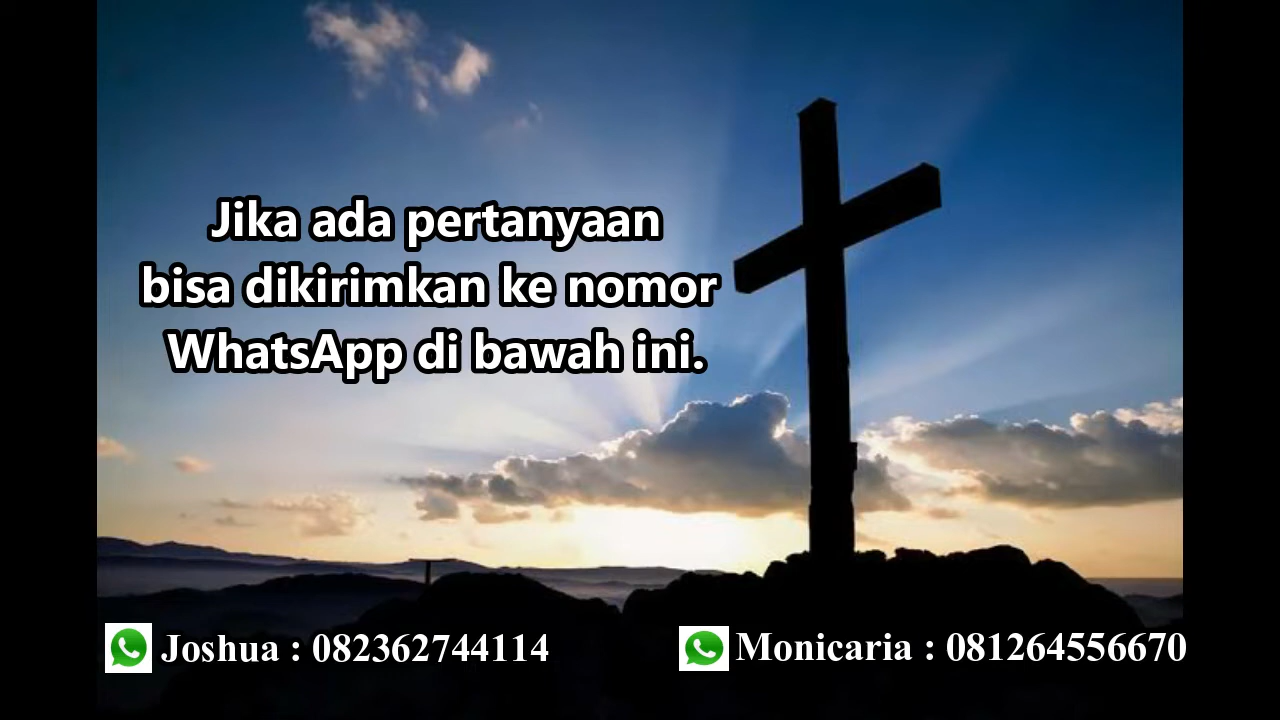 Jika ada pertanyaan
bisa dikirimkan ke nomor
WhatsApp di bawah ini.
Joshua : 082362744114
Monicaria : 081264556670